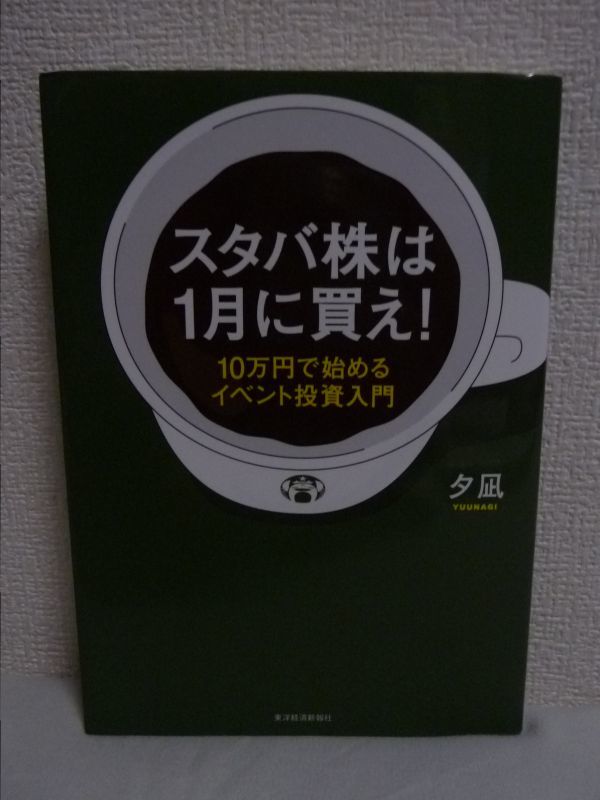 スタバ株は
1月に買え!
10万円で始める
イベント投資入門
夕凪
YUUNAGI
東洋経済新報社